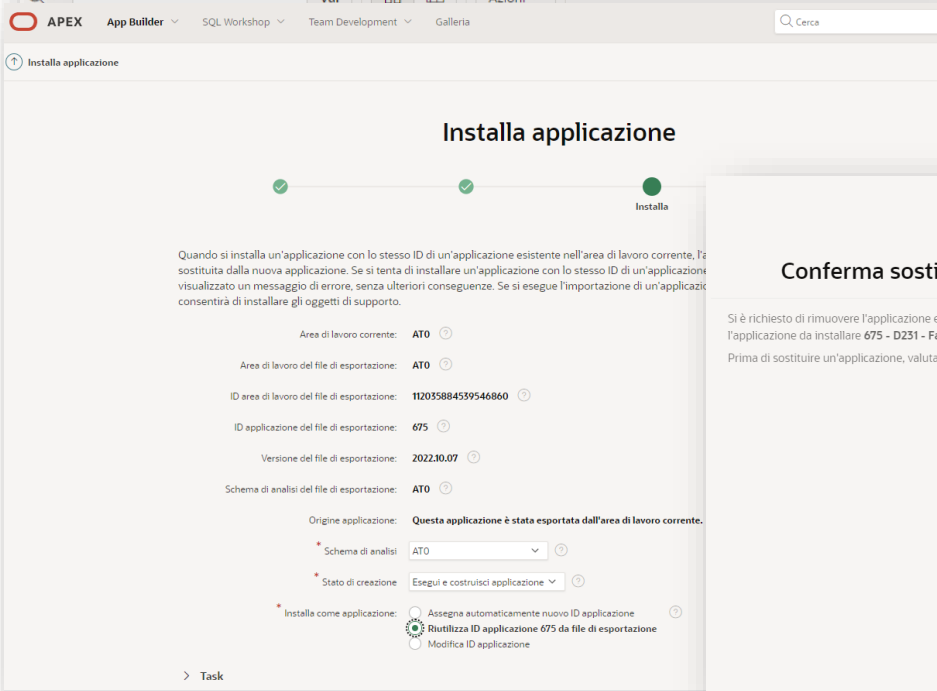 APEX
App Builder
SQL Workshop
Team Development
Galleria
Cerca
Installa applicazione
Installa applicazione
Installa
Quando si installa un'applicazione con lo stesso ID di un'applicazione esistente nell'area di lavoro corrente, l'a
sostituita dalla nuova applicazione. Se si tenta di installare un'applicazione con lo stesso ID di un'applicazione
visualizzato un messaggio di errore, senza ulteriori conseguenze. Se si esegue l'importazione di un'applicazio
consentirà di installare gli oggetti di supporto.
Area di lavoro corrente: AT0
Area di lavoro del file di esportazione: AT0
ID area di lavoro del file di esportazione: 112035884539546860
ID applicazione del file di esportazione: 675
Versione del file di esportazione: 2022.10.07
Schema di analisi del file di esportazione: AT0
Origine applicazione: Questa applicazione è stata esportata dall'area di lavoro corrente.
* Schema di analisi AT0
* Stato di creazione Esegui e costruisci applicazione
* Installa come applicazione: Assegna automaticamente nuovo ID applicazione
Riutilizza ID applicazione 675 da file di esportazione
Modifica ID applicazione
Task
Conferma sosti
Si è richiesto di rimuovere l'applicazione e
l'applicazione da installare 675 - D231 - Fa
Prima di sostituire un'applicazione, valuta